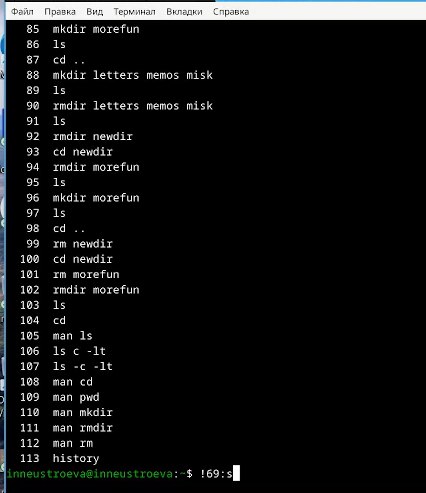 Файл Правка Вид Терминал Вкладки Справка
85 mkdir morefun
86 ls
87 cd ..
88 mkdir letters memos misk
89 ls
90 rmdir letters memos misk
91 ls
92 rmdir newdir
93 cd newdir
94 rmdir morefun
95 ls
96 mkdir morefun
97 ls
98 cd ..
99 rm newdir
100 cd newdir
101 rm morefun
102 rmdir morefun
103 ls
104 cd
105 man ls
106 ls c -lt
107 ls -c -lt
108 man cd
109 man pwd
110 man mkdir
111 man rmdir
112 man rm
113 history
inneustroeva@inneustroeva:~$ !69:s